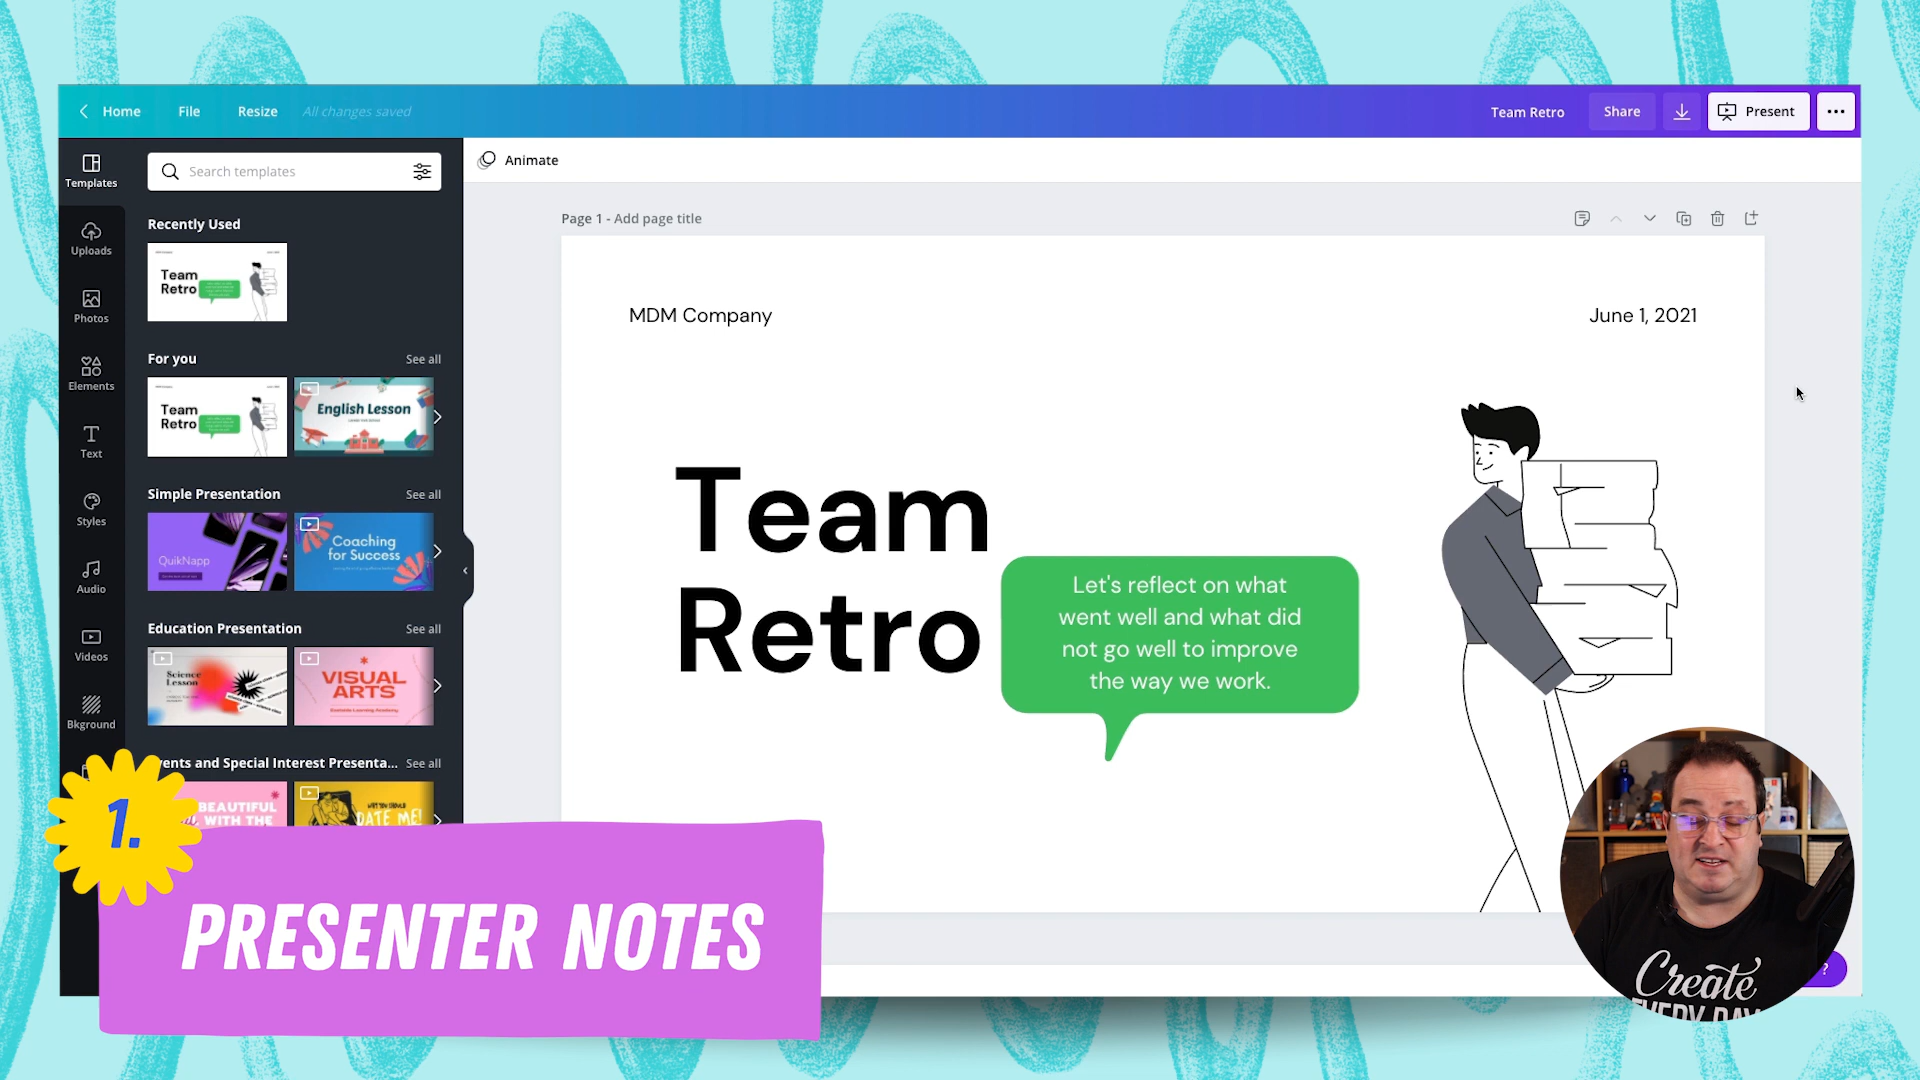 Home File Resize All changes saved Team Retro Share Present
Templates
Uploads
Photos
Elements
Text
Styles
Audio
Videos
Bkground
Search templates
Recently Used
Team
Retro
For you See all
Team
Retro
English Lesson
Simple Presentation See all
QuikNapp
Coaching
for Success
Education Presentation See all
Science
Lesson
VISUAL
ARTS
vents and Special Interest Presenta... See all
BEAUTIFUL
WITH THE
DATE ME!
Animate
Page 1 - Add page title
MDM Company
June 1, 2021
Team
Retro
Let's reflect on what
went well and what did
not go well to improve
the way we work.
1.
PRESENTER NOTES
Create
EVERY DAY
?